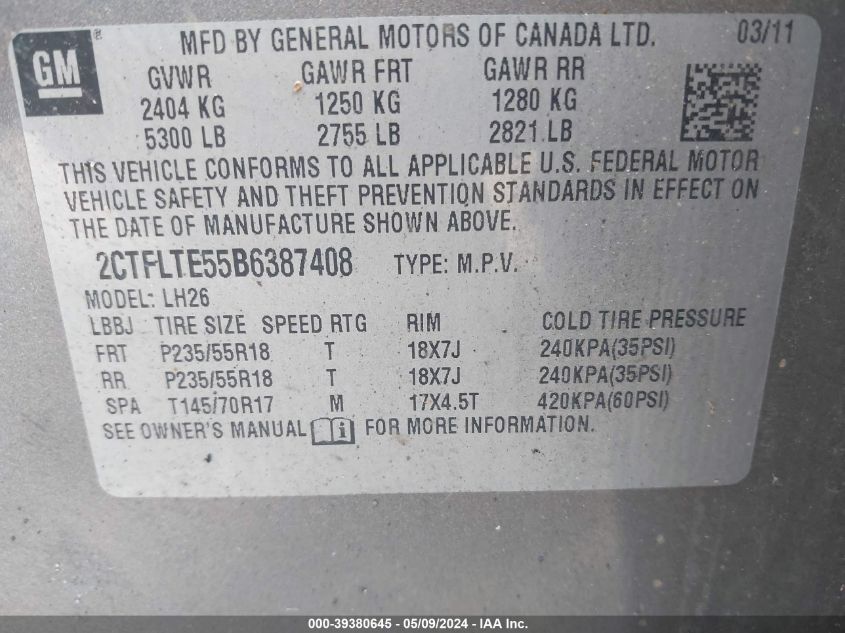 GM ® MFD BY GENERAL MOTORS OF CANADA LTD. 03/11
GVWR GAWR FRT GAWR RR
2404 KG 1250 KG 1280 KG
5300 LB 2755 LB 2821 LB
THIS VEHICLE CONFORMS TO ALL APPLICABLE U.S. FEDERAL MOTOR
VEHICLE SAFETY AND THEFT PREVENTION STANDARDS IN EFFECT ON
THE DATE OF MANUFACTURE SHOWN ABOVE.
2CTFLTE55B6387408 TYPE: M.P.V.
MODEL: LH26
LBBJ TIRE SIZE SPEED RTG RIM COLD TIRE PRESSURE
FRT P235/55R18 T 18X7J 240KPA(35PSI)
RR P235/55R18 T 18X7J 240KPA(35PSI)
SPA T145/70R17 M 17X4.5T 420KPA(60PSI)
SEE OWNER'S MANUAL i FOR MORE INFORMATION.
000-39380645 - 05/09/2024 - IAA Inc.